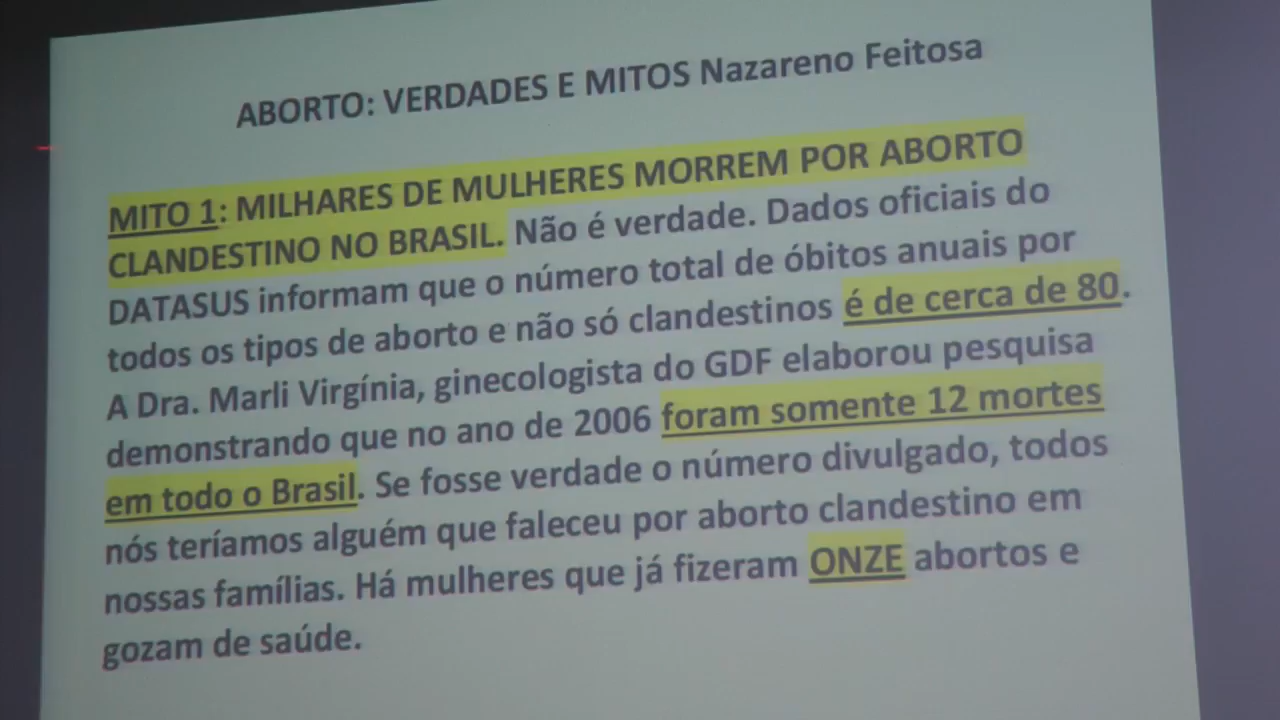 ABORTO: VERDADES E MITOS Nazareno Feitosa
MITO 1: MILHARES DE MULHERES MORREM POR ABORTO
CLANDESTINO NO BRASIL. Não é verdade. Dados oficiais do
DATASUS informam que o número total de óbitos anuais por
todos os tipos de aborto e não só clandestinos é de cerca de 80.
A Dra. Marli Virgínia, ginecologista do GDF elaborou pesquisa
demonstrando que no ano de 2006 foram somente 12 mortes
em todo o Brasil. Se fosse verdade o número divulgado, todos
nós teríamos alguém que faleceu por aborto clandestino em
nossas famílias. Há mulheres que já fizeram ONZE abortos e
gozam de saúde.